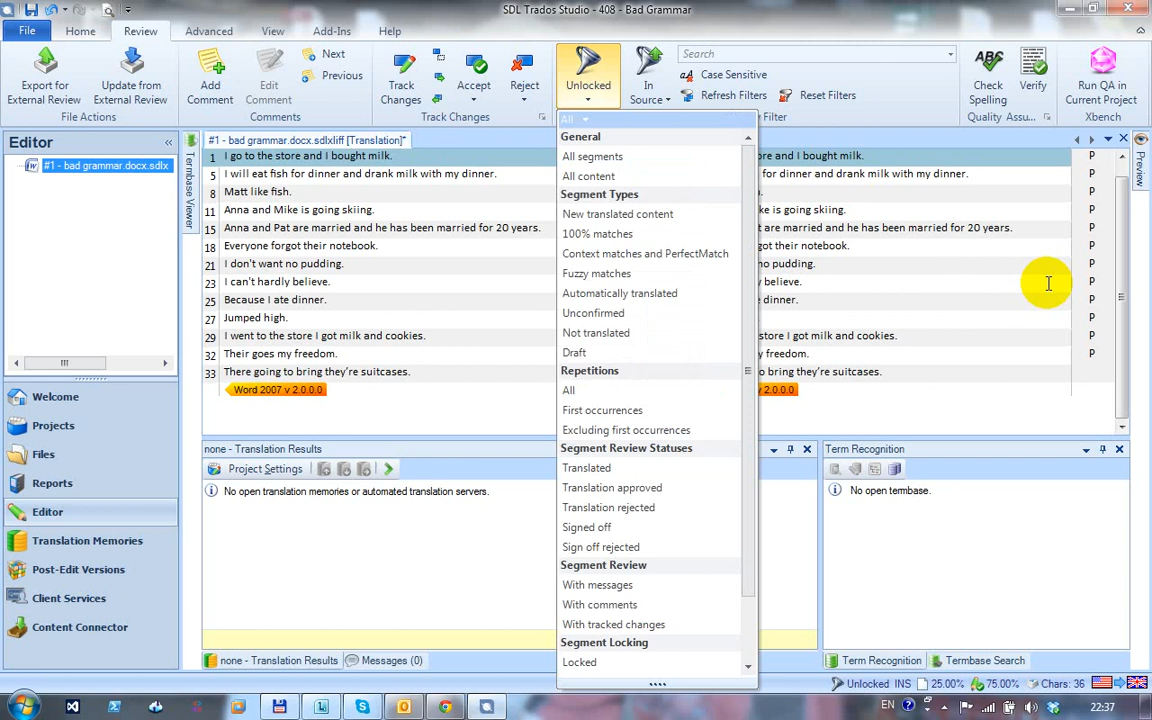 SDL Trados Studio - 408 - Bad Grammar
File Home Review Advanced View Add-Ins Help
Export for External Review
Update from External Review
File Actions
Add Comment
Edit Comment
Next
Previous
Comments
Track Changes
Accept
Reject
Track Changes
Unlocked
In Source
Search
Case Sensitive
Refresh Filters
Reset Filters
Filter
ABC
Check Spelling
Verify
Quality Assu...
Run QA in Current Project
Xbench
Editor
#1 - bad grammar.docx.sdlx
Welcome
Projects
Files
Reports
Editor
Translation Memories
Post-Edit Versions
Client Services
Content Connector
Termbase Viewer
#1 - bad grammar.docx.sdlxliff [Translation]*
1 I go to the store and I bought milk. ore and I bought milk. P
5 I will eat fish for dinner and drank milk with my dinner. for dinner and drank milk with my dinner. P
8 Matt like fish. P
11 Anna and Mike is going skiing. ke is going skiing. P
15 Anna and Pat are married and he has been married for 20 years. t are married and he has been married for 20 years. P
18 Everyone forgot their notebook. got their notebook. P
21 I don't want no pudding. no pudding. P
22 I can't hardly believe. y believe. P
25 Because I ate dinner. e dinner. P
27 Jumped high. P
29 I went to the store I got milk and cookies. e store I got milk and cookies. P
32 Their goes my freedom. y freedom. P
33 There going to bring they're suitcases. to bring they're suitcases.
Word 2007 v 2.0.0.0
7 v 2.0.0.0
Preview
All
General
All segments
All content
Segment Types
New translated content
100% matches
Context matches and PerfectMatch
Fuzzy matches
Automatically translated
Unconfirmed
Not translated
Draft
Repetitions
All
First occurrences
Excluding first occurrences
Segment Review Statuses
Translated
Translation approved
Translation rejected
Signed off
Sign off rejected
Segment Review
With messages
With comments
With tracked changes
Segment Locking
Locked
none - Translation Results
Project Settings
No open translation memories or automated translation servers.
Term Recognition
No open termbase.
none - Translation Results
Messages (0)
Term Recognition
Termbase Search
Unlocked INS 25.00% 75.00% Chars: 36
EN 22:37